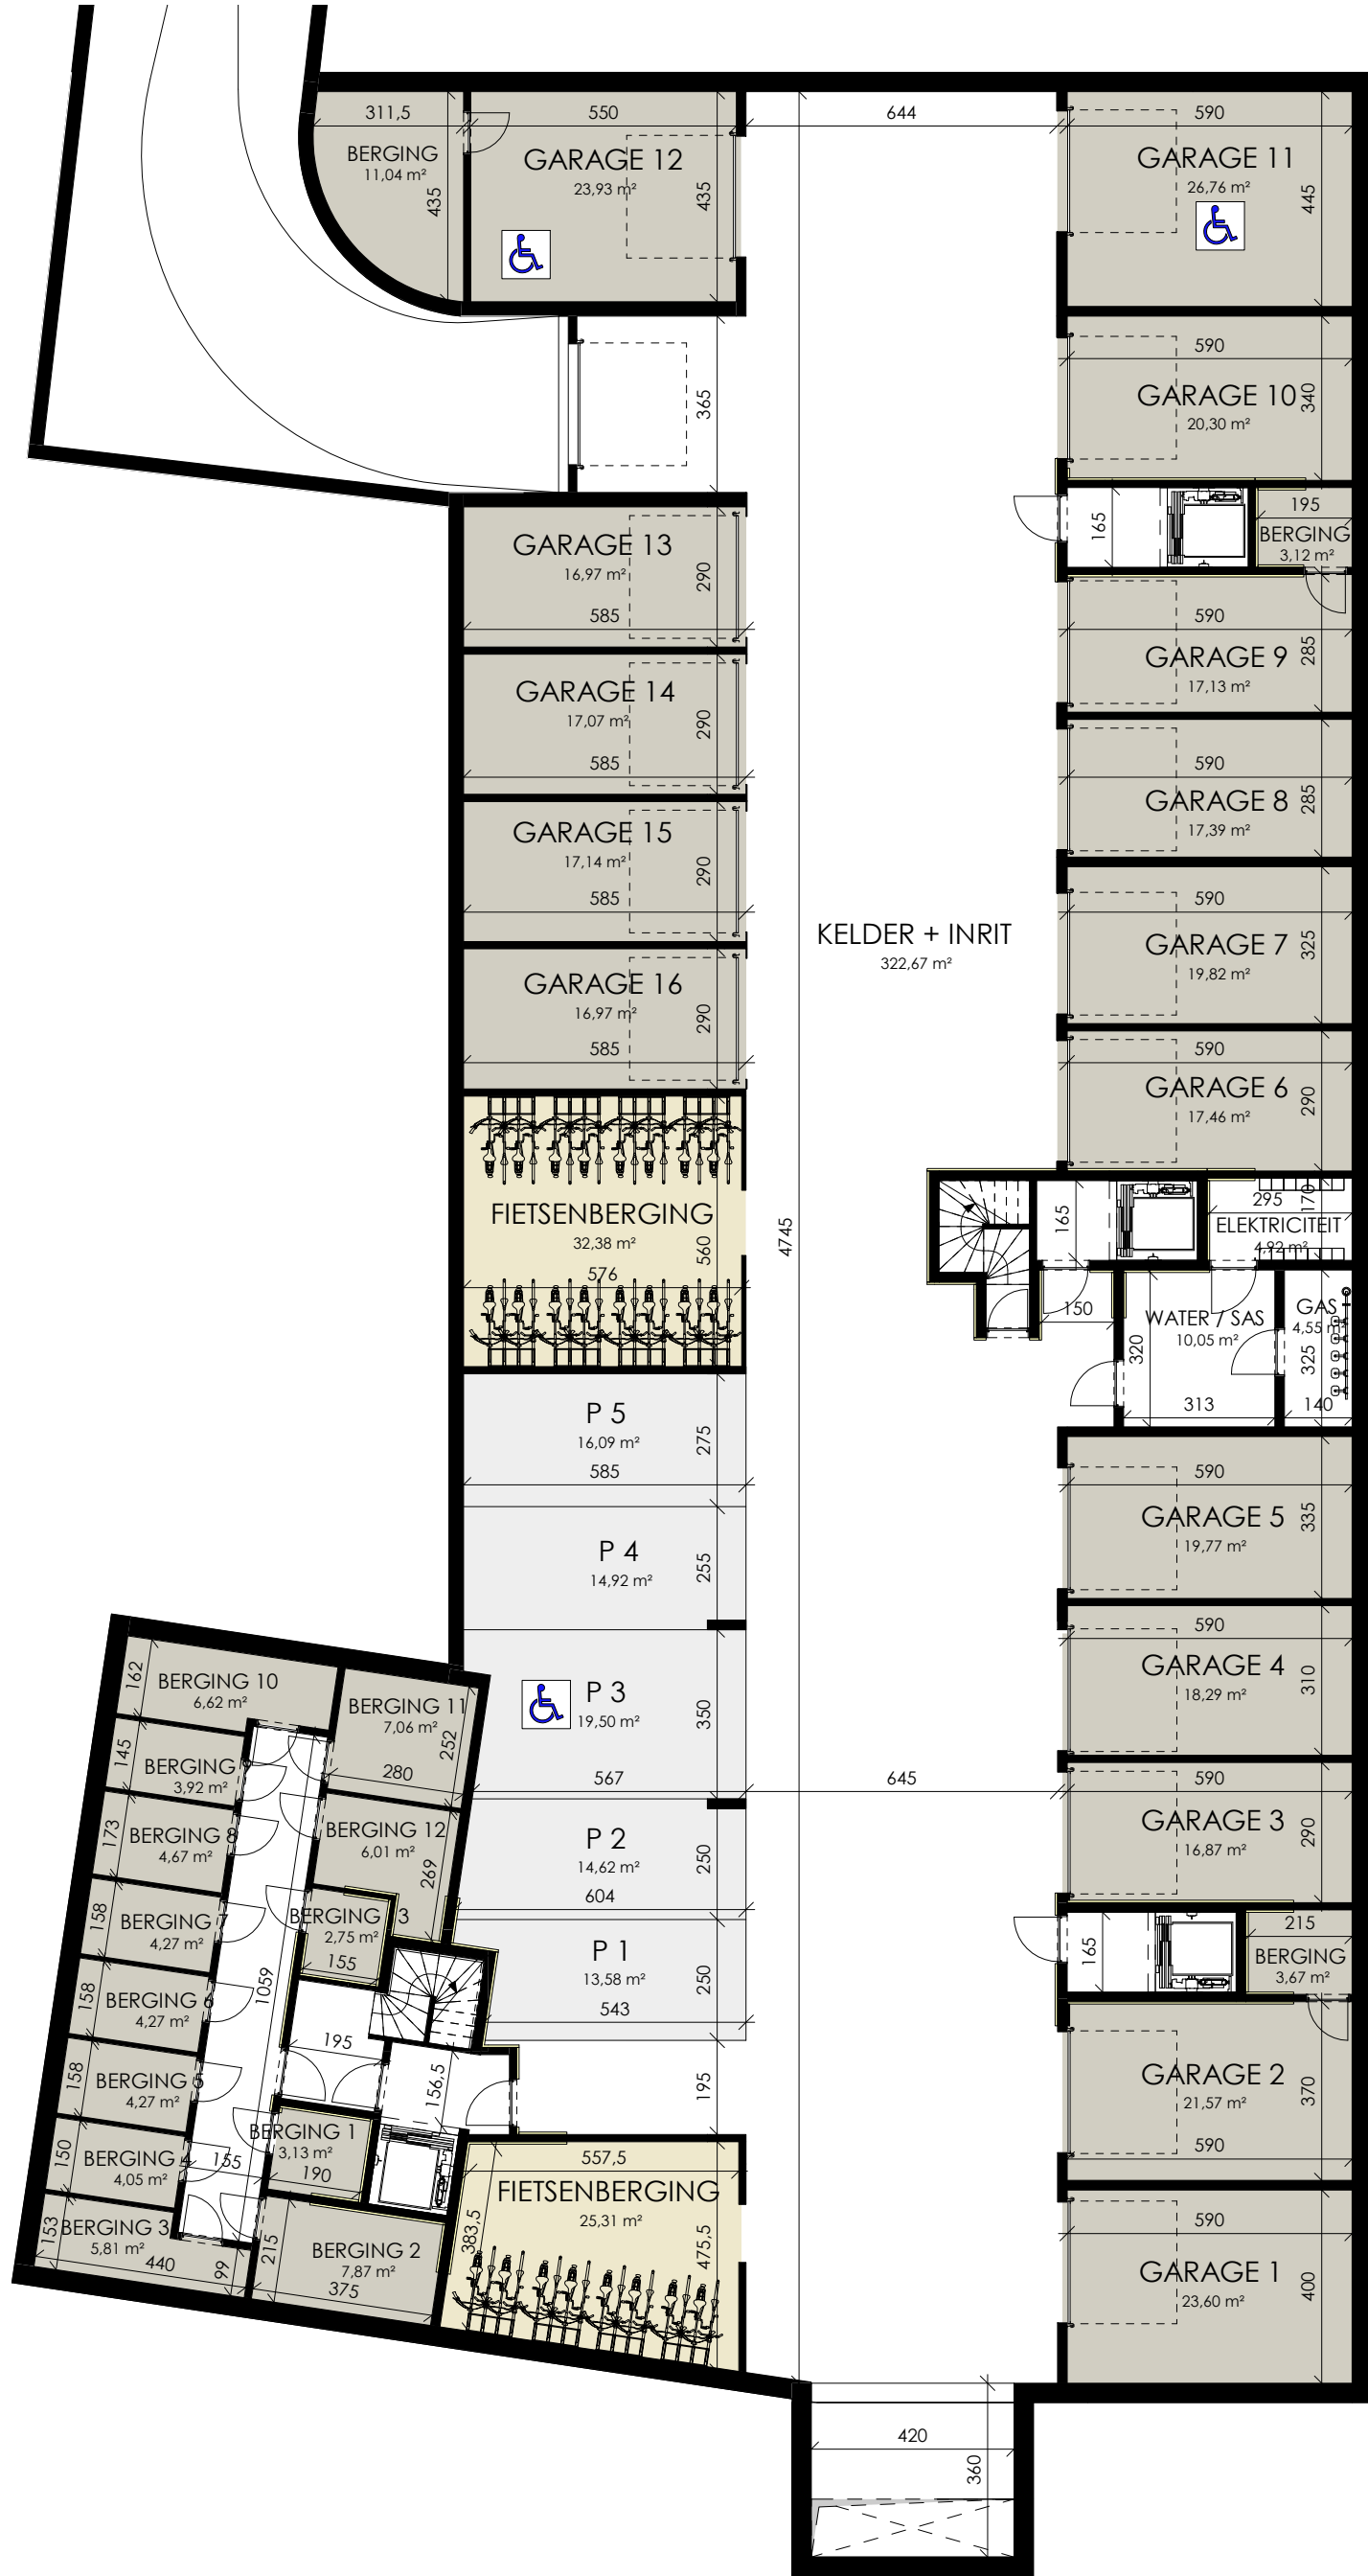 311,5
550
644
590
BERGING
11,04 m²
435
GARAGE 12
23,93 m²
435
GARAGE 11
26,76 m²
445
365
590
GARAGE 10
20,30 m²
340
165
195
BERGING
3,12 m²
GARAGE 13
16,97 m²
290
585
590
GARAGE 9
17,13 m²
285
GARAGE 14
17,07 m²
290
585
590
GARAGE 8
17,39 m²
285
GARAGE 15
17,14 m²
290
585
590
GARAGE 7
19,82 m²
325
KELDER + INRIT
322,67 m²
GARAGE 16
16,97 m²
290
585
590
GARAGE 6
17,46 m²
290
FIETSENBERGING
32,38 m²
560
576
4745
165
295
170
ELEKTRICITEIT
4,92 m²
150
WATER / SAS
10,05 m²
320
313
GAS
4,55 m²
325
140
P 5
16,09 m²
275
585
590
GARAGE 5
19,77 m²
335
P 4
14,92 m²
255
590
GARAGE 4
18,29 m²
310
P 3
19,50 m²
350
567
645
590
GARAGE 3
16,87 m²
290
P 2
14,62 m²
250
604
165
215
BERGING
3,67 m²
P 1
13,58 m²
250
543
195
GARAGE 2
21,57 m²
370
590
162
BERGING 10
6,62 m²
BERGING 11
7,06 m²
252
280
145
BERGING 9
3,92 m²
173
BERGING 8
4,67 m²
BERGING 12
6,01 m²
269
158
BERGING 7
4,27 m²
BERGING 13
2,75 m²
155
158
BERGING 6
4,27 m²
1059
195
158
BERGING 5
4,27 m²
156,5
150
BERGING 4
4,05 m²
155
BERGING 1
3,13 m²
190
153
BERGING 3
5,81 m²
440
99
215
BERGING 2
7,87 m²
375
557,5
FIETSENBERGING
25,31 m²
383,5
475,5
590
GARAGE 1
23,60 m²
400
420
360